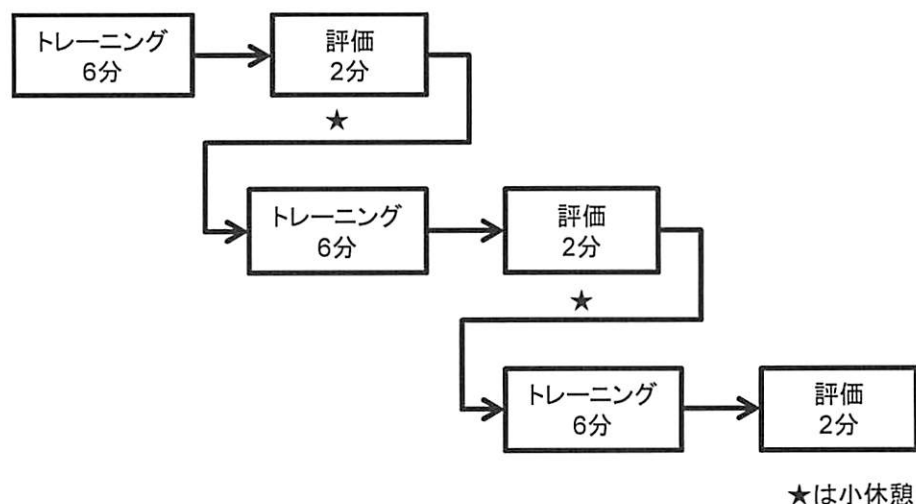 トレーニング
6分
評価
2分
★
トレーニング
6分
評価
2分
★
トレーニング
6分
評価
2分
★は小休憩